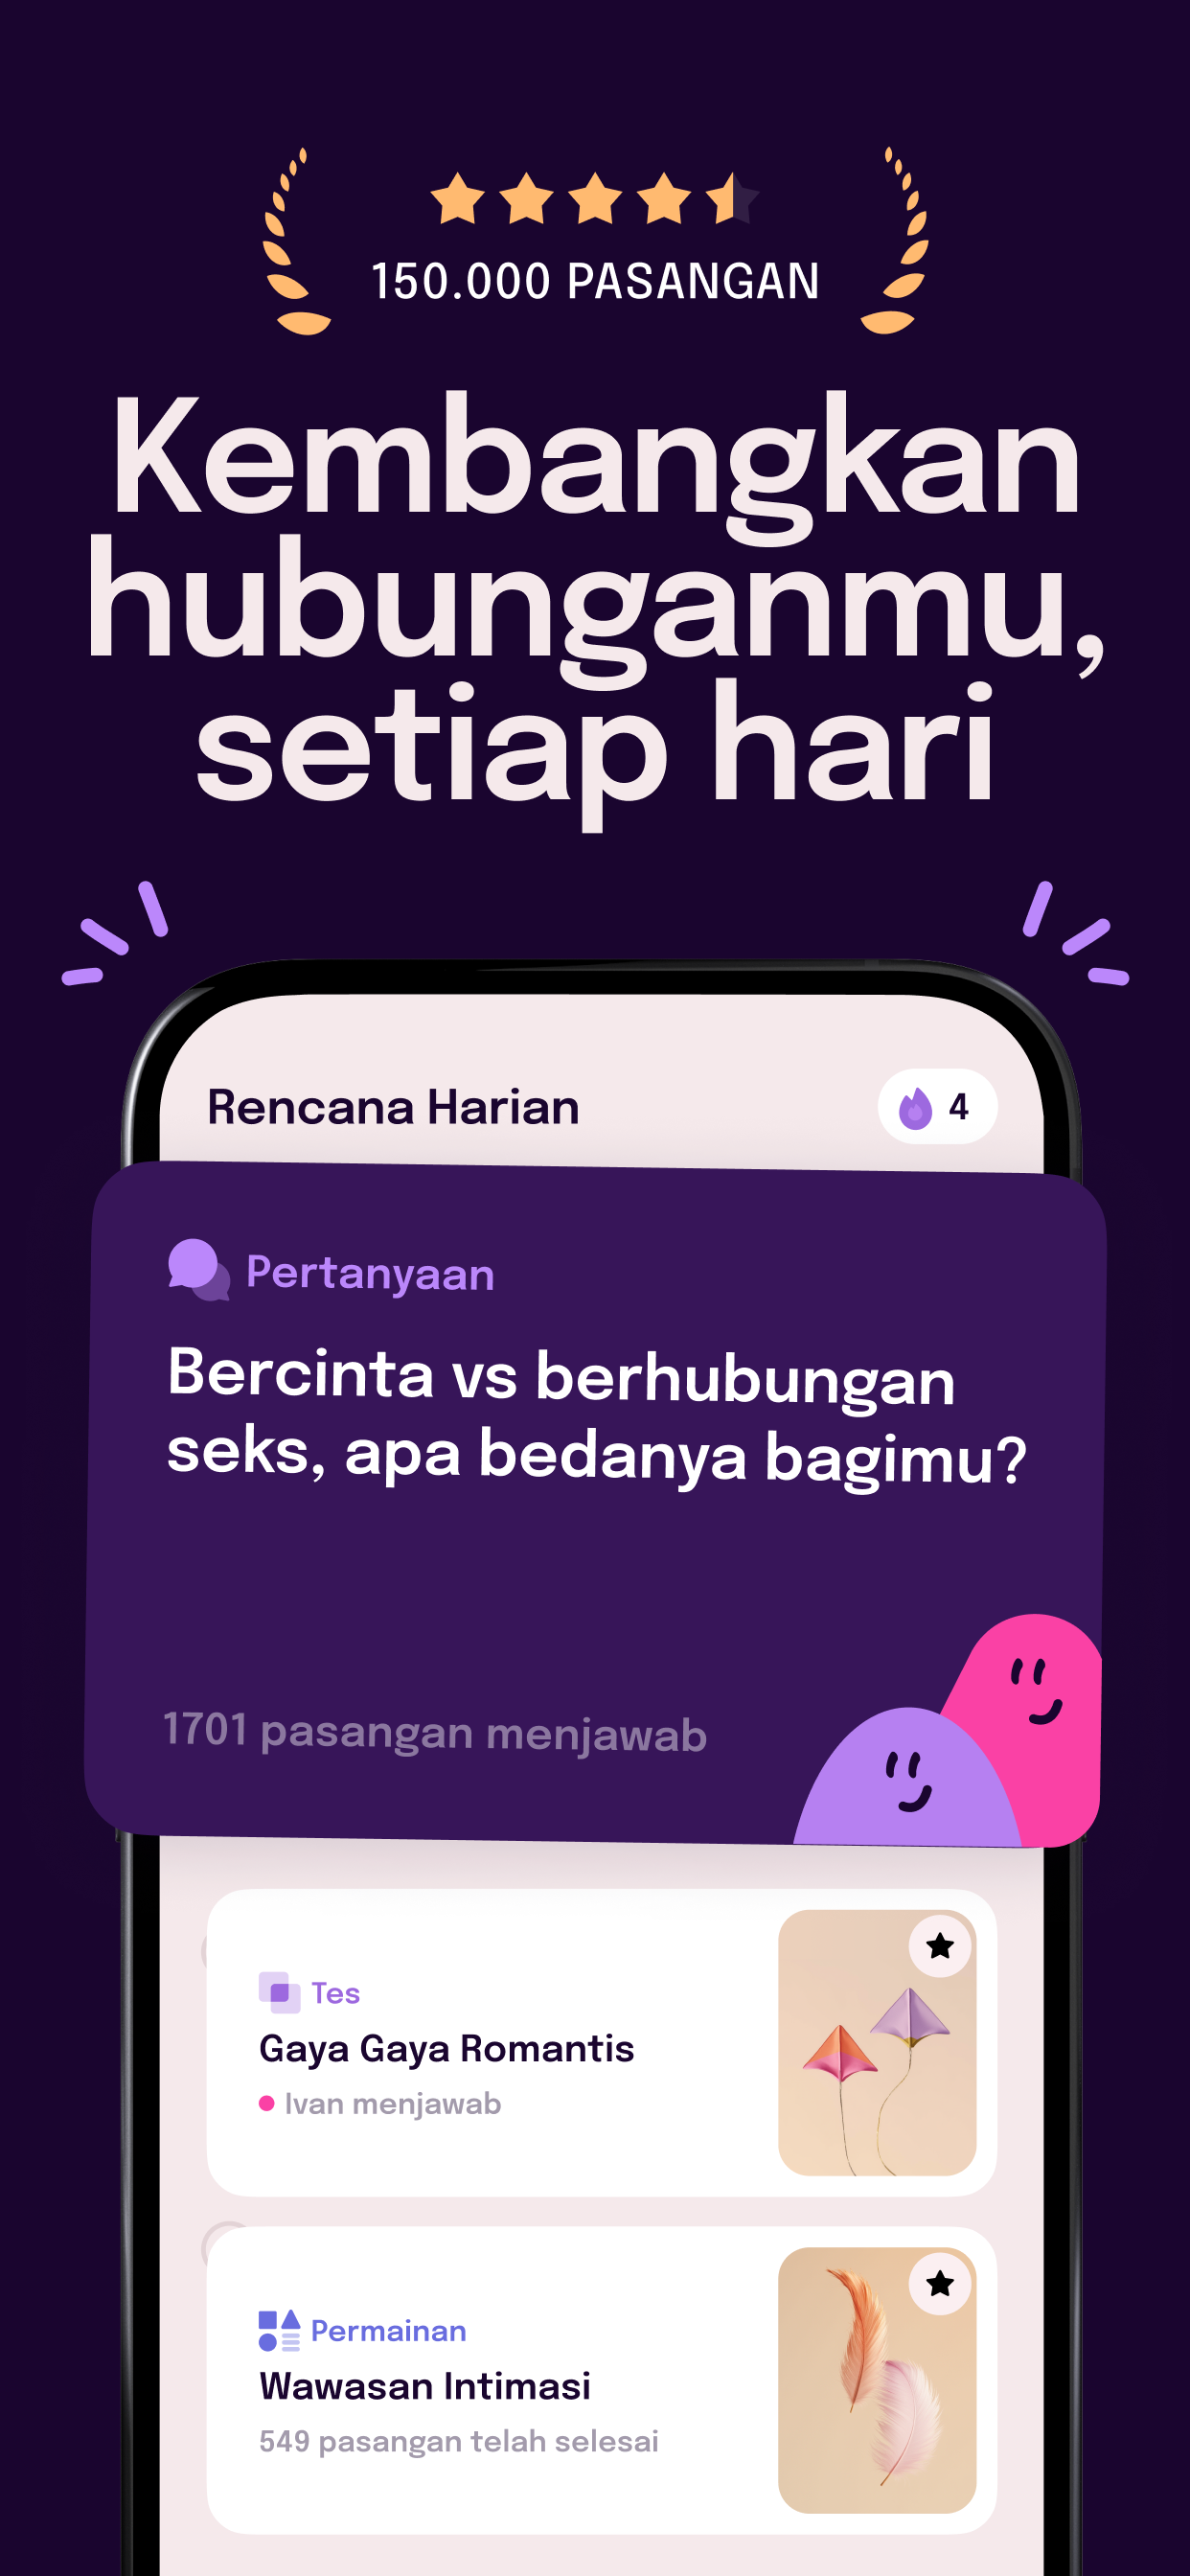 150.000 PASANGAN
Kembangkan
hubunganmu,
setiap hari
Rencana Harian
4
Pertanyaan
Bercinta vs berhubungan
seks, apa bedanya bagimu?
1701 pasangan menjawab
Tes
Gaya Gaya Romantis
Ivan menjawab
Permainan
Wawasan Intimasi
549 pasangan telah selesai